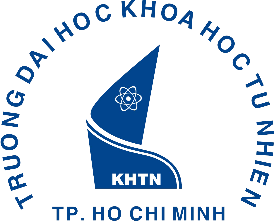 TRUONG DAI HOC KHOA HOC TU NHIEN
KHTN
TP. HO CHI MINH